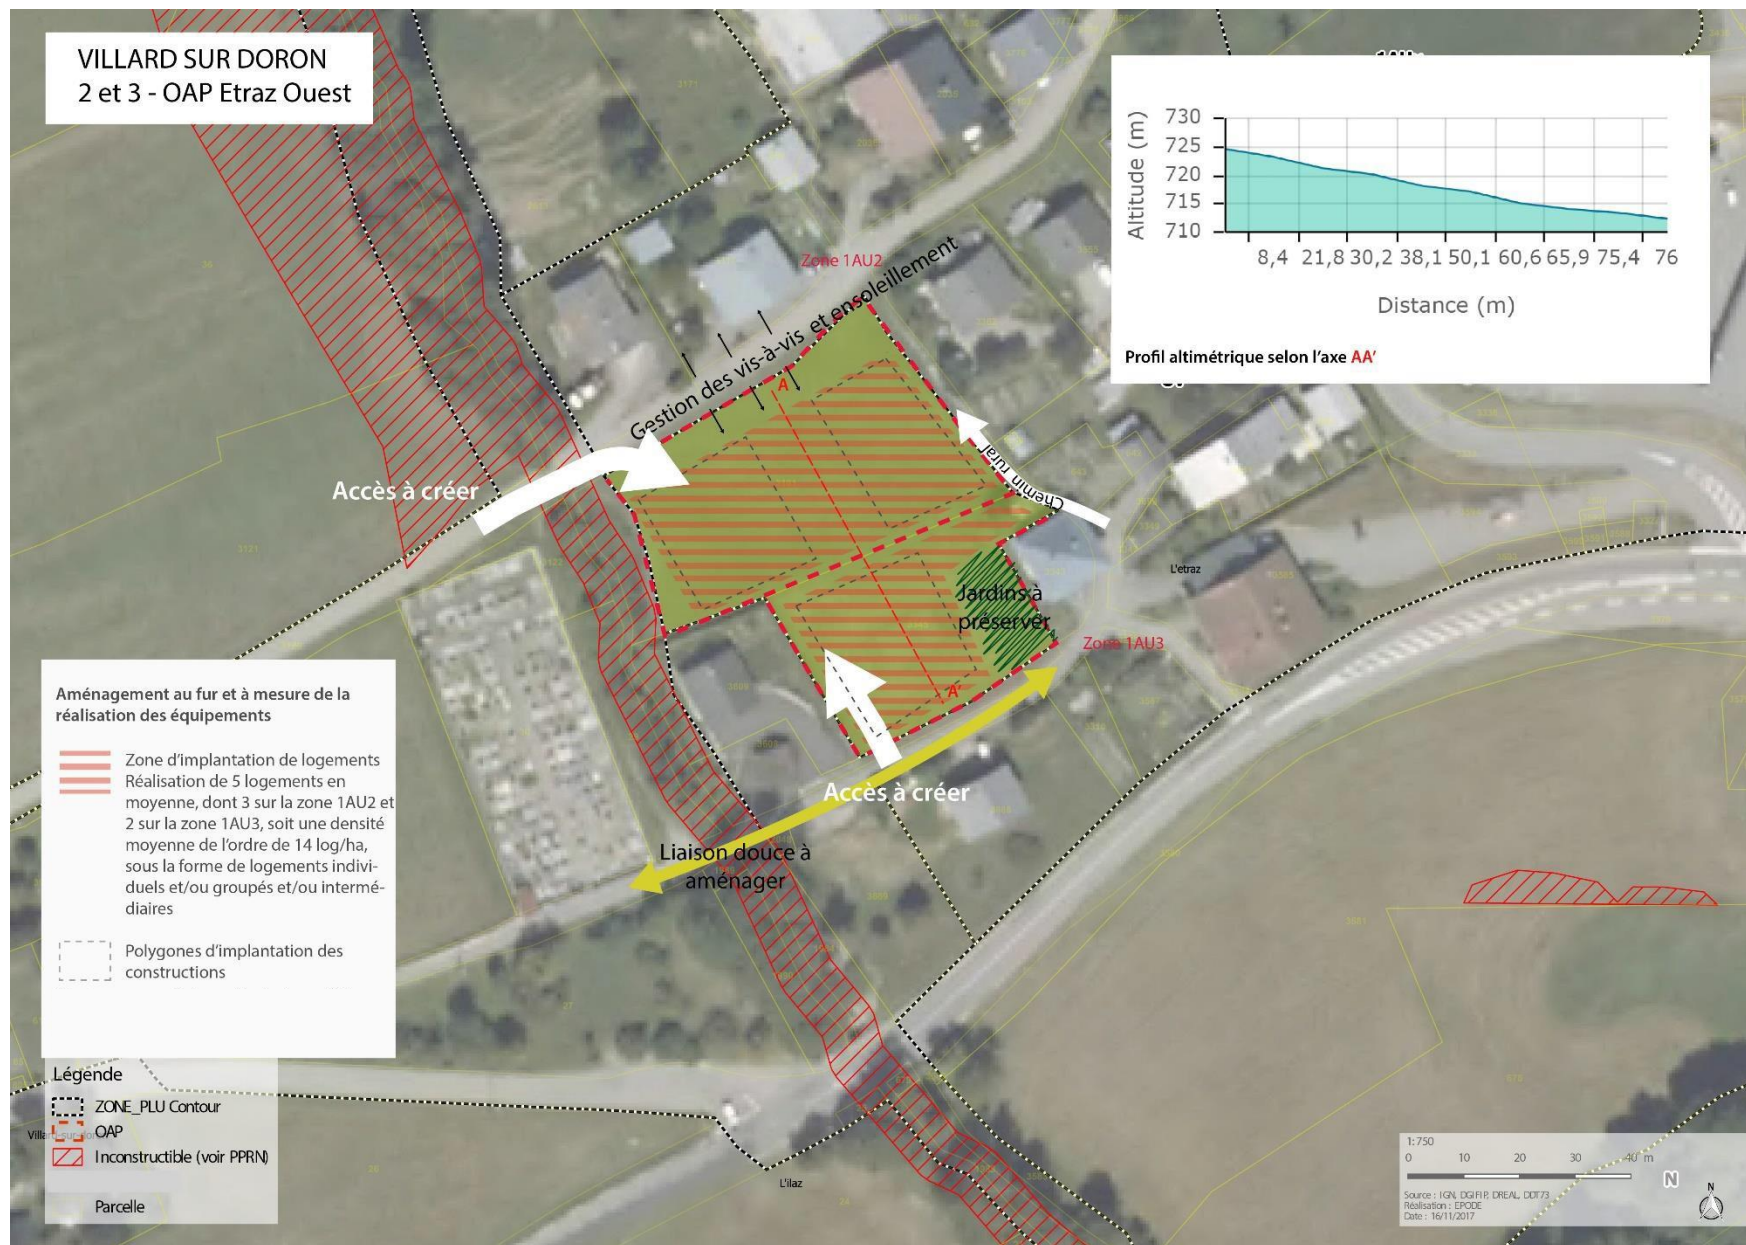 VILLARD SUR DORON
2 et 3 - OAP Etraz Ouest
730
725
720
715
710
Altitude (m)
8,4 21,8 30,2 38,1 50,1 60,6 65,9 75,4 76
Distance (m)
Profil altimétrique selon l'axe AA'
Zone 1AU2
Gestion des vis-à-vis et ensoleillement
A
Accès à créer
Chemin rural
L'etraz
Jardins à
préserver
Zone 1AU3
A'
Accès à créer
Liaison douce à
aménager
Aménagement au fur et à mesure de la
réalisation des équipements
Zone d'implantation de logements
Réalisation de 5 logements en
moyenne, dont 3 sur la zone 1AU2 et
2 sur la zone 1AU3, soit une densité
moyenne de l'ordre de 14 log/ha,
sous la forme de logements indivi-
duels et/ou groupés et/ou intermé-
diaires
Polygones d'implantation des
constructions
Légende
ZONE_PLU Contour
OAP
Inconstructible (voir PPRN)
Parcelle
L'ilaz
1:750
0 10 20 30 40 m
N
N
Source : IGN, DGIFIP, DREAL, DDT73
Réalisation : EPODE
Date : 16/11/2017